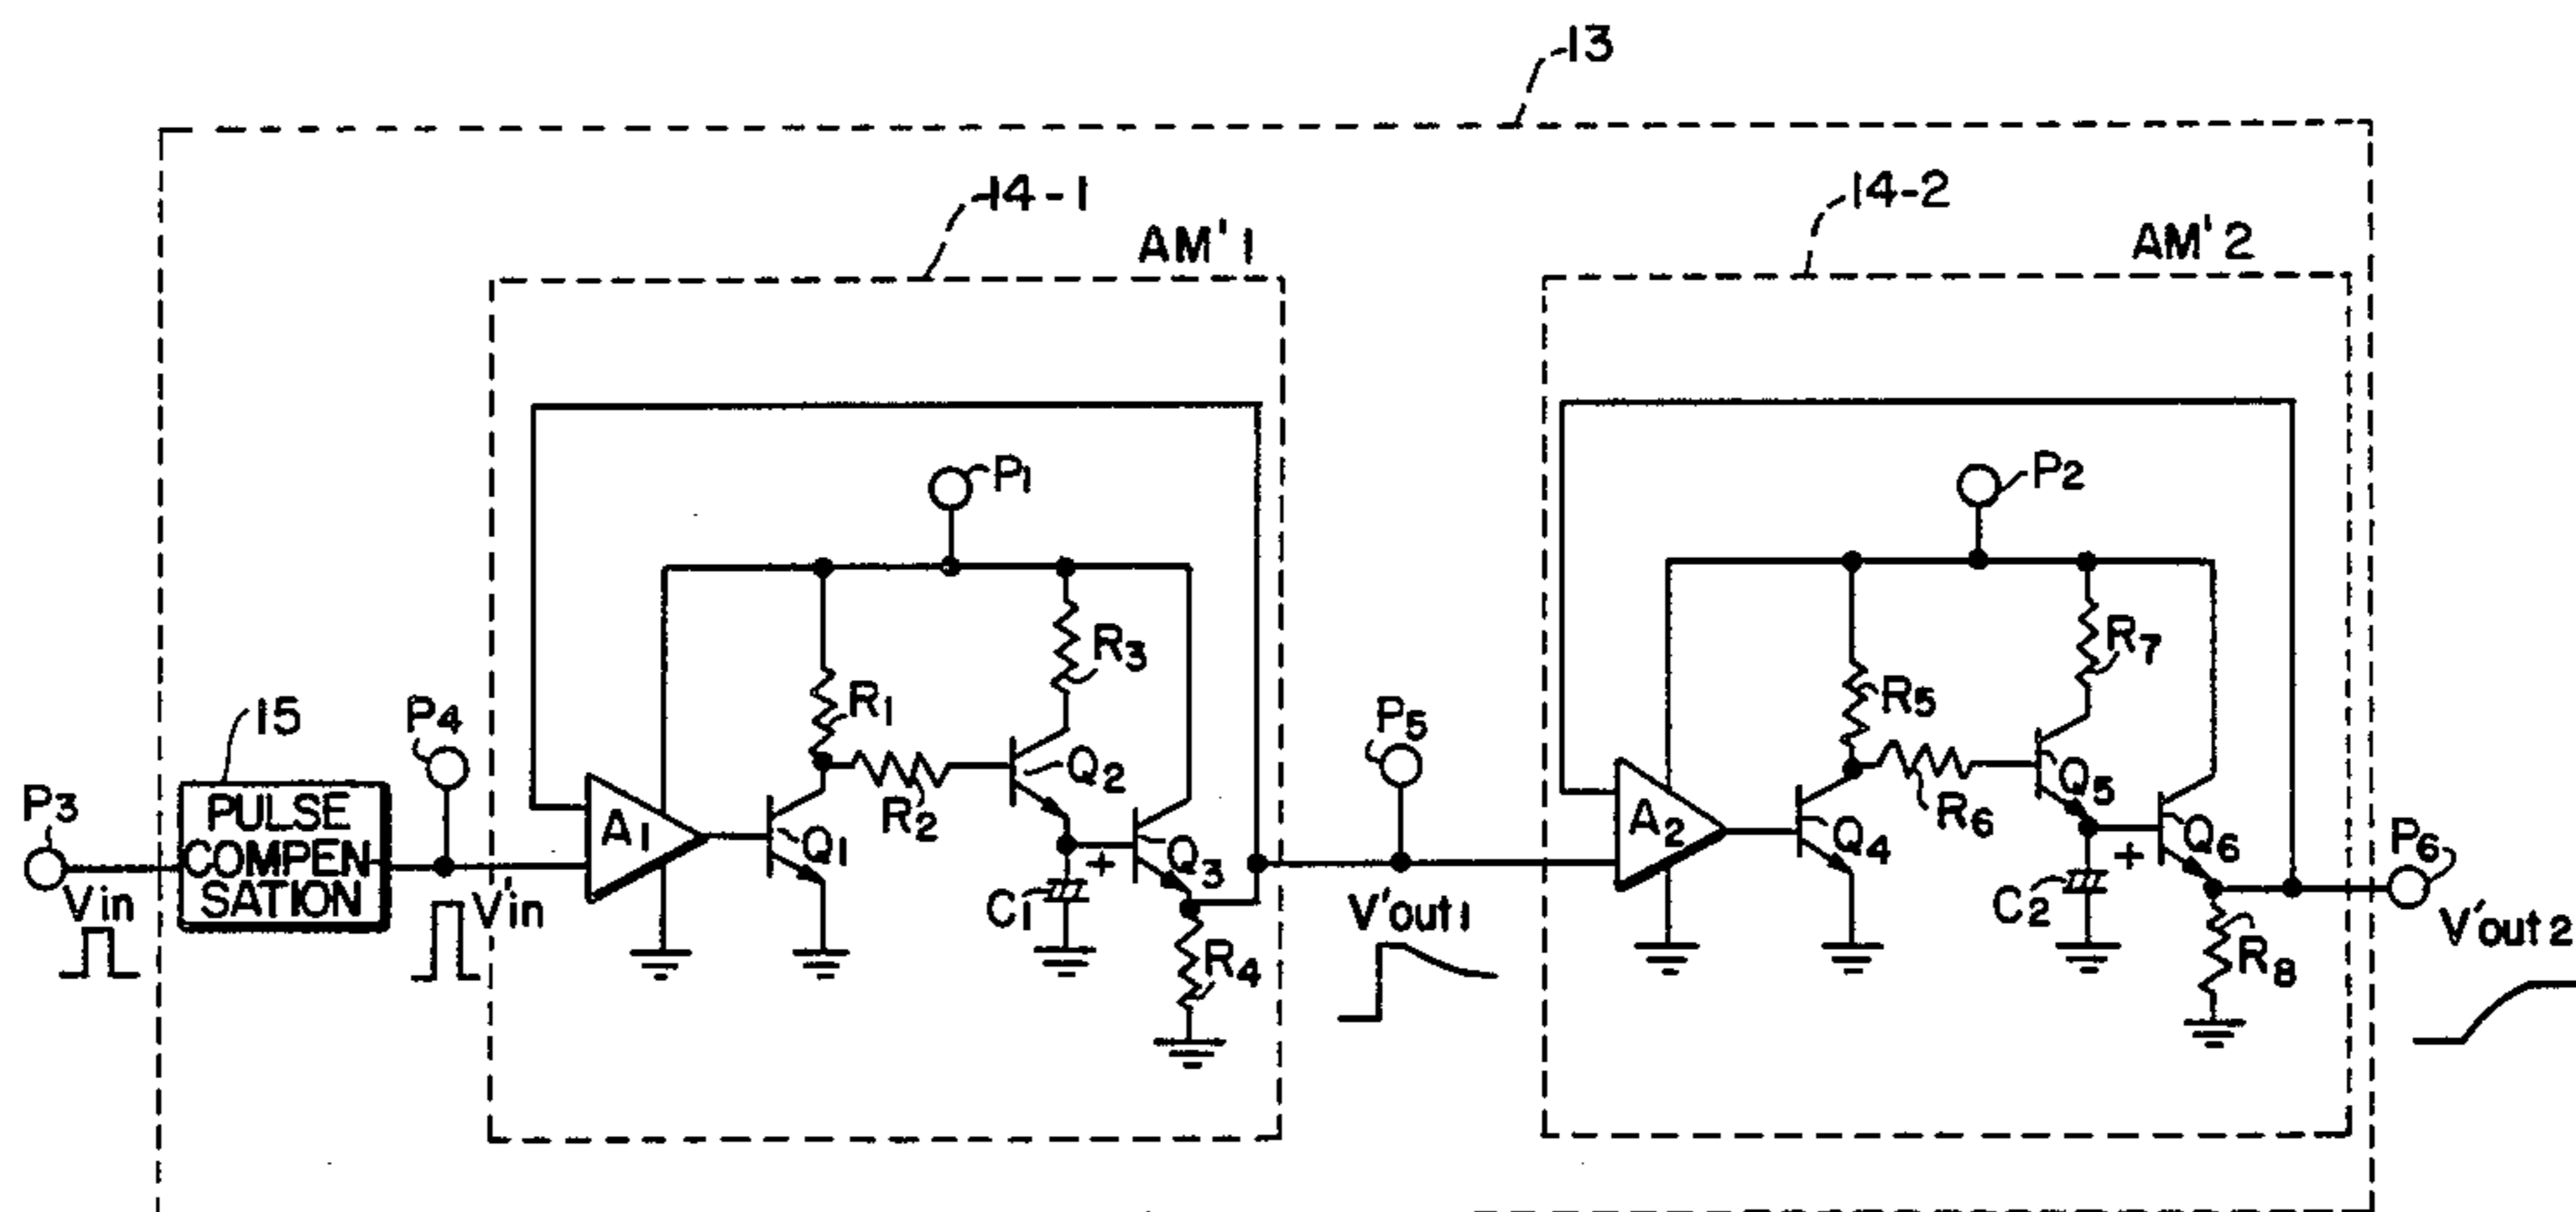 13
14-1
14-2
AM'1
AM'2
P1
P2
R3
R7
R1
R5
15
P4
P5
P3
PULSE
COMPEN-
SATION
Vin
V'in
A1
Q1
R2
Q2
Q3
+
C1
R4
V'out1
A2
Q4
R6
Q5
Q6
+
C2
R8
P6
V'out2